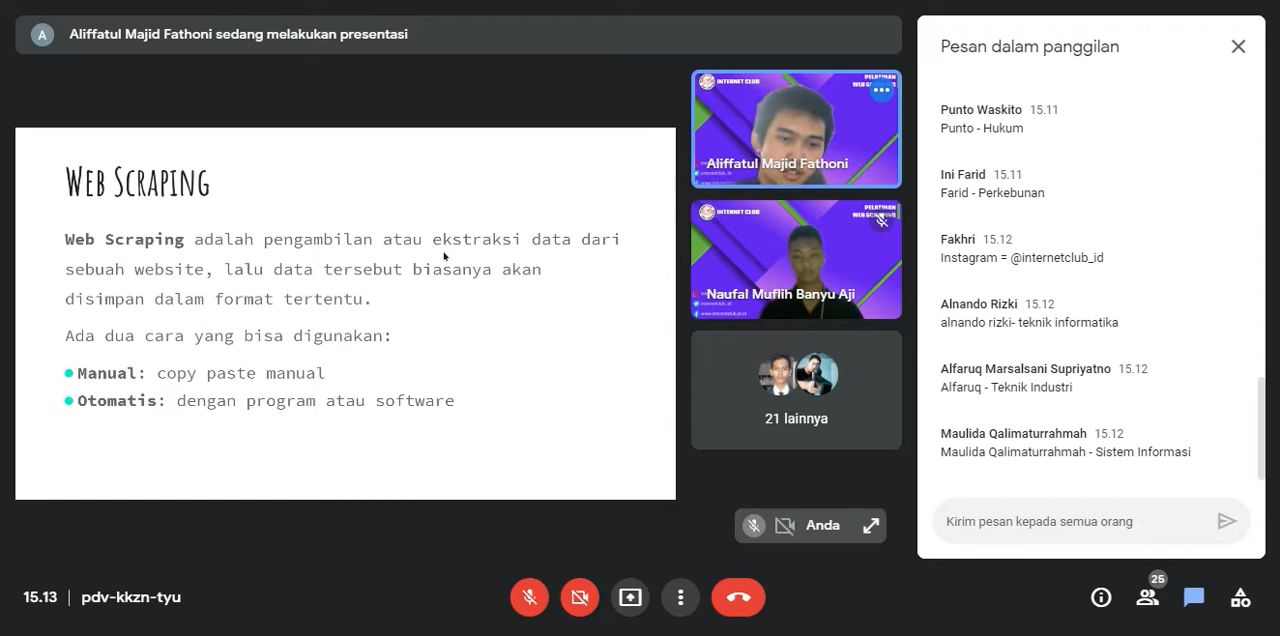 A
Aliffatul Majid Fathoni sedang melakukan presentasi
Web Scraping
Web Scraping adalah pengambilan atau ekstraksi data dari
sebuah website, lalu data tersebut biasanya akan
disimpan dalam format tertentu.
Ada dua cara yang bisa digunakan:
Manual: copy paste manual
Otomatis: dengan program atau software
INTERNET CLUB
PELATIHAN
Aliffatul Majid Fathoni
INTERNET CLUB
PELATIHAN
WEB SCRAPING
Naufal Muflih Banyu Aji
21 lainnya
Anda
Pesan dalam panggilan
Punto Waskito 15.11
Punto - Hukum
Ini Farid 15.11
Farid - Perkebunan
Fakhri 15.12
Instagram = @internetclub_id
Alnando Rizki 15.12
alnando rizki- teknik informatika
Alfaruq Marsalsani Supriyatno 15.12
Alfaruq - Teknik Industri
Maulida Qalimaturrahmah 15.12
Maulida Qalimaturrahmah - Sistem Informasi
Kirim pesan kepada semua orang
15.13 | pdv-kkzn-tyu
25